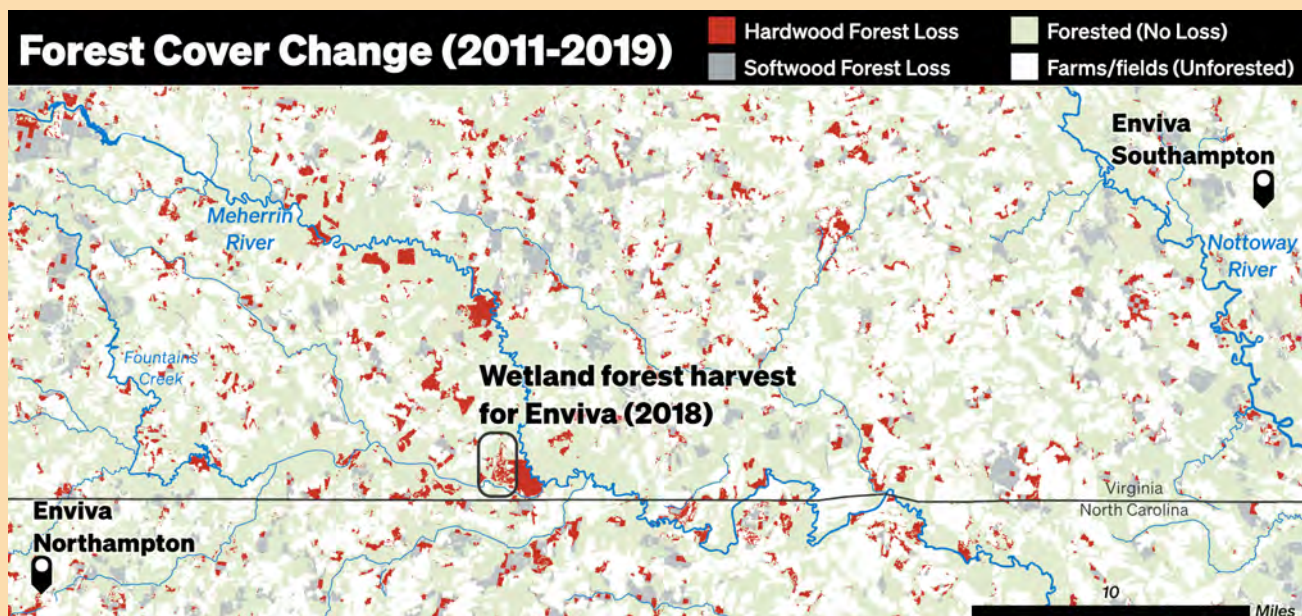 Forest Cover Change (2011-2019)
Hardwood Forest Loss
Softwood Forest Loss
Forested (No Loss)
Farms/fields (Unforested)
Enviva
Southampton
Meherrin
River
Nottoway
River
Fountains
Creek
Wetland forest harvest
for Enviva (2018)
Virginia
North Carolina
Enviva
Northampton
10
Miles